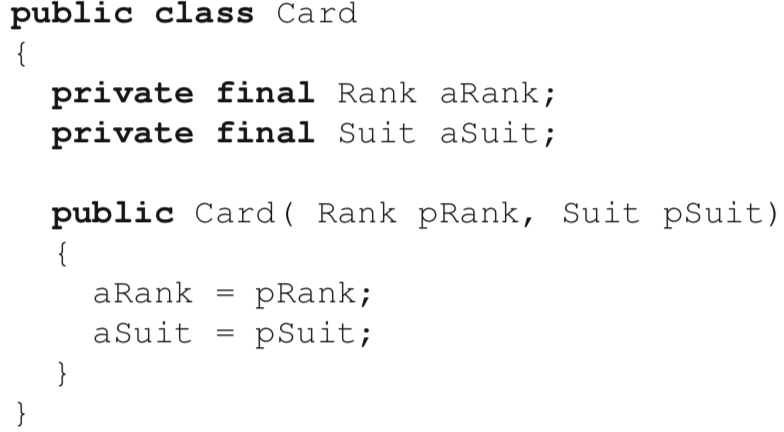 public class Card
{
  private final Rank aRank;
  private final Suit aSuit;

  public Card( Rank pRank, Suit pSuit)
  {
    aRank = pRank;
    aSuit = pSuit;
  }
}